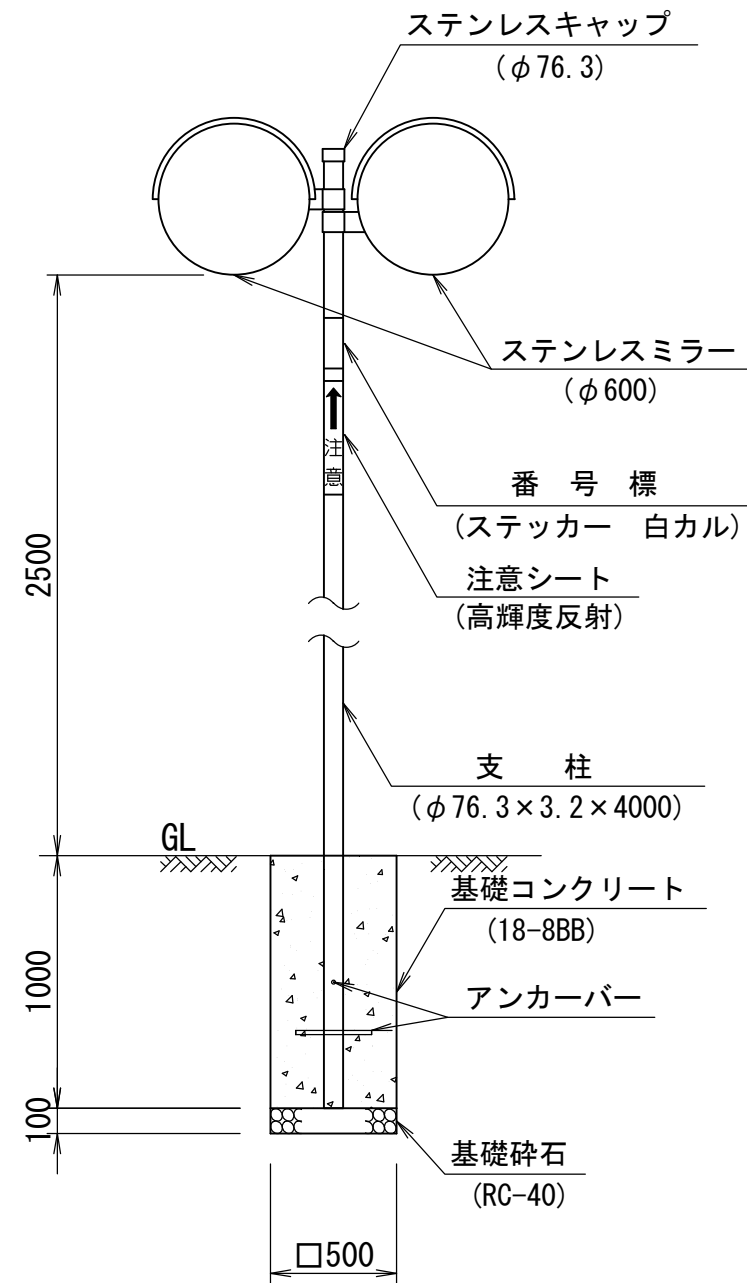 ステンレスキャップ
(φ76.3)
ステンレスミラー
(φ600)
番 号 標
(ステッカー 白カル)
注意
注意シート
(高輝度反射)
2500
支 柱
(φ76.3×3.2×4000)
GL
基礎コンクリート
(18-8BB)
アンカーバー
1000
100
基礎砕石
(RC-40)
□500